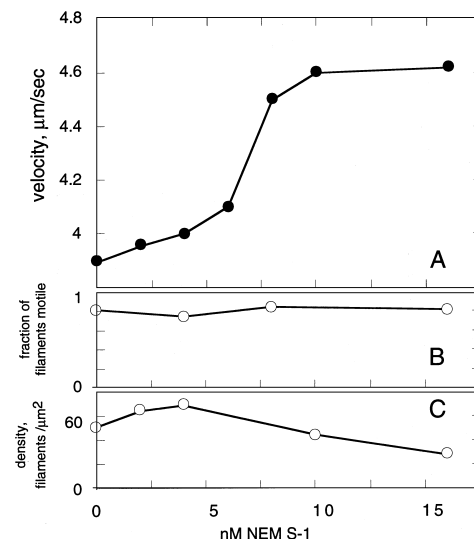 4.8
4.6
4.4
4.2
4
velocity, µm/sec
A
1
0
fraction of
filaments motile
B
60
0
density,
filaments /µm2
C
0 5 10 15
nM NEM S-1